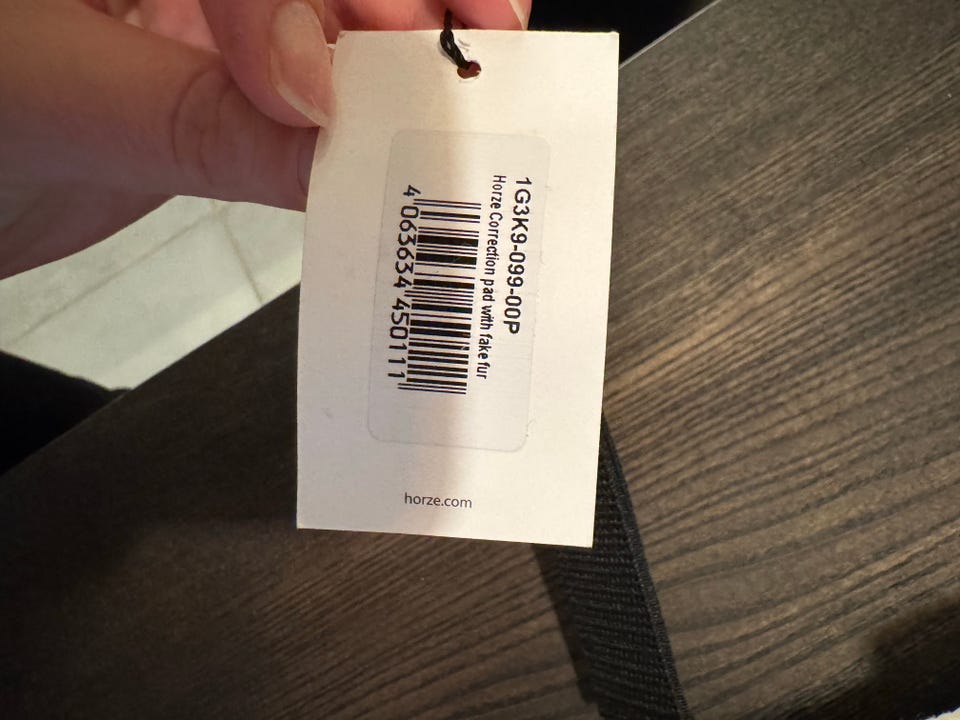 1G3K9-099-00P
Horze Correction pad with fake fur
4 063634 450111
horze.com